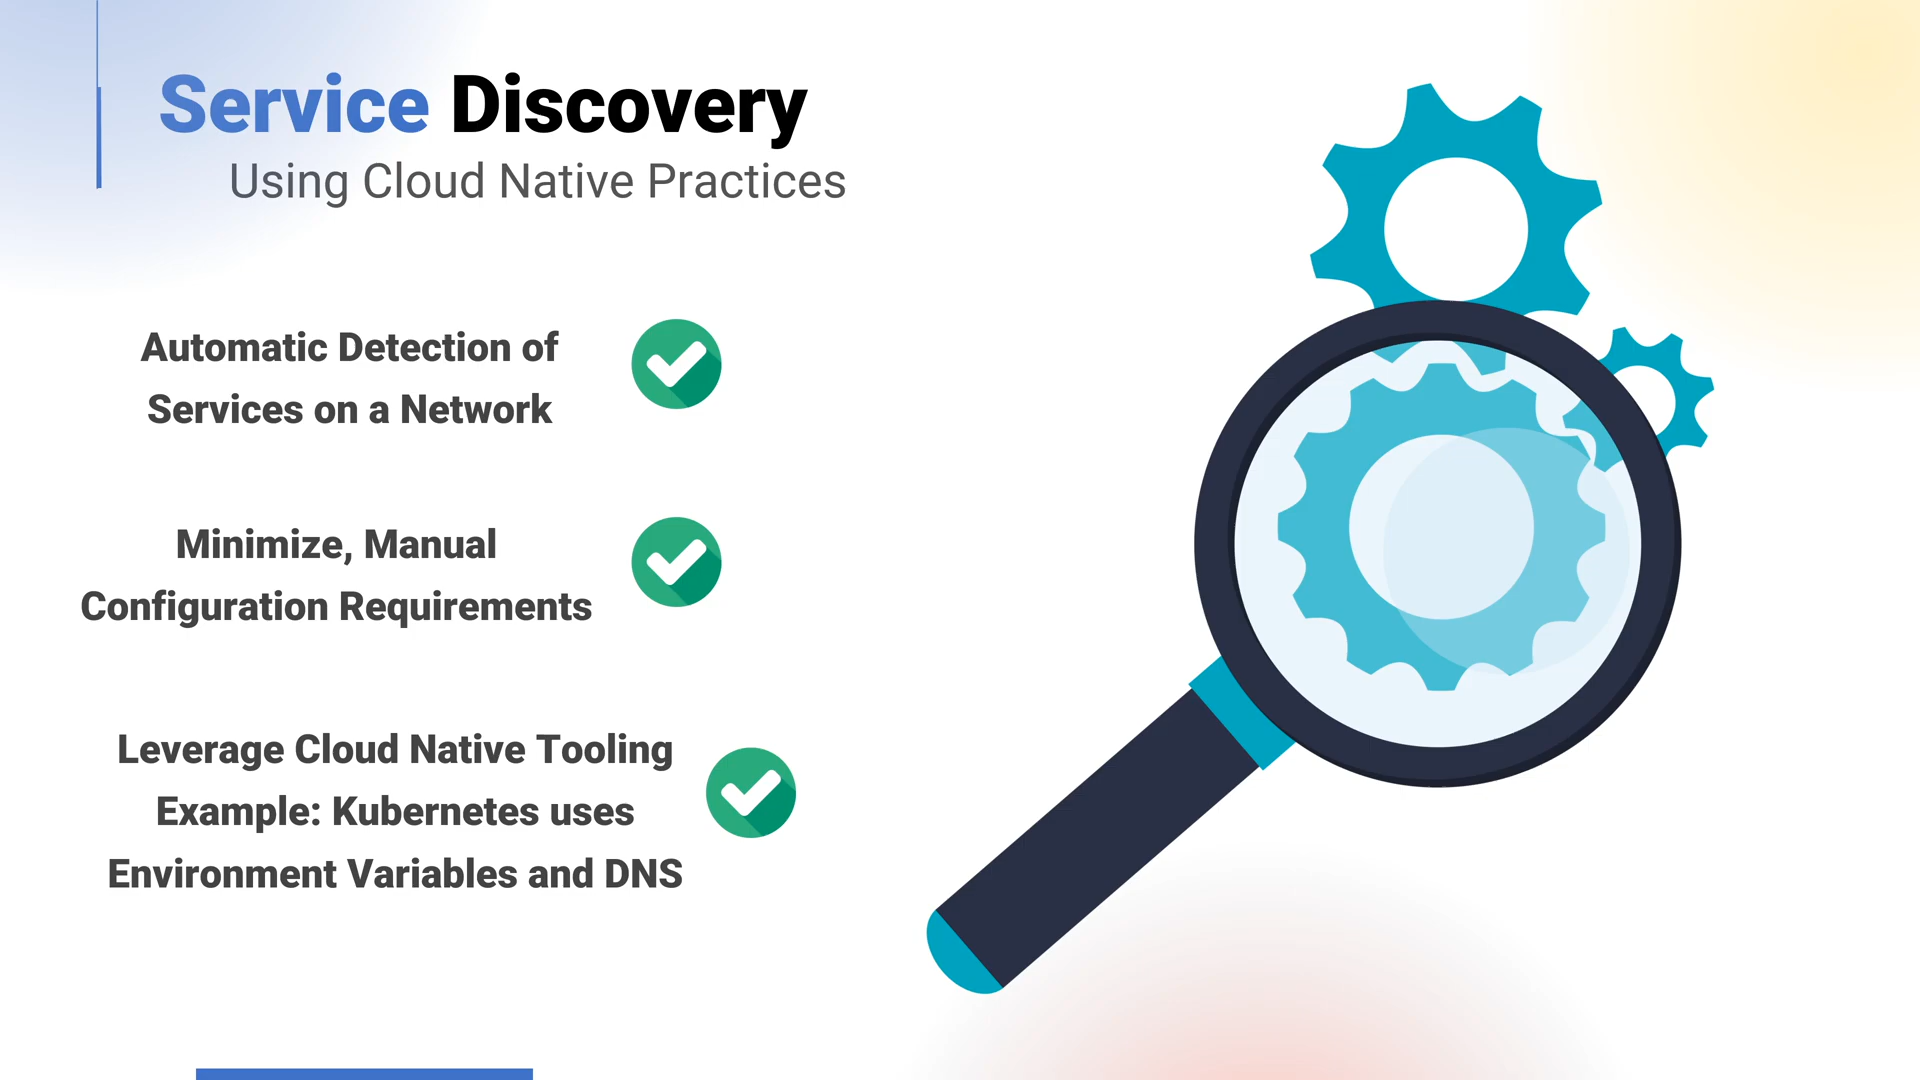 Service Discovery
Using Cloud Native Practices
Automatic Detection of
Services on a Network
Minimize, Manual
Configuration Requirements
Leverage Cloud Native Tooling
Example: Kubernetes uses
Environment Variables and DNS